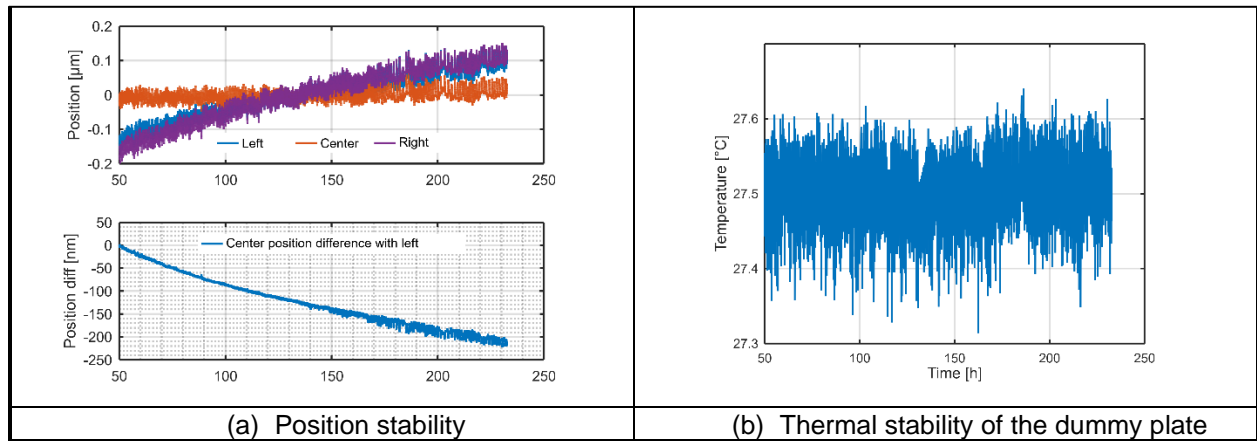 0.2
0.1
0
-0.1
-0.2
Position [µm]
Left Center Right
50 100 150 200 250
50
0
-50
-100
-150
-200
-250
Position diff [nm]
Center position difference with left
50 100 150 200 250
(a) Position stability
27.6
27.5
27.4
27.3
Temperature [°C]
50 100 150 200 250
Time [h]
(b) Thermal stability of the dummy plate